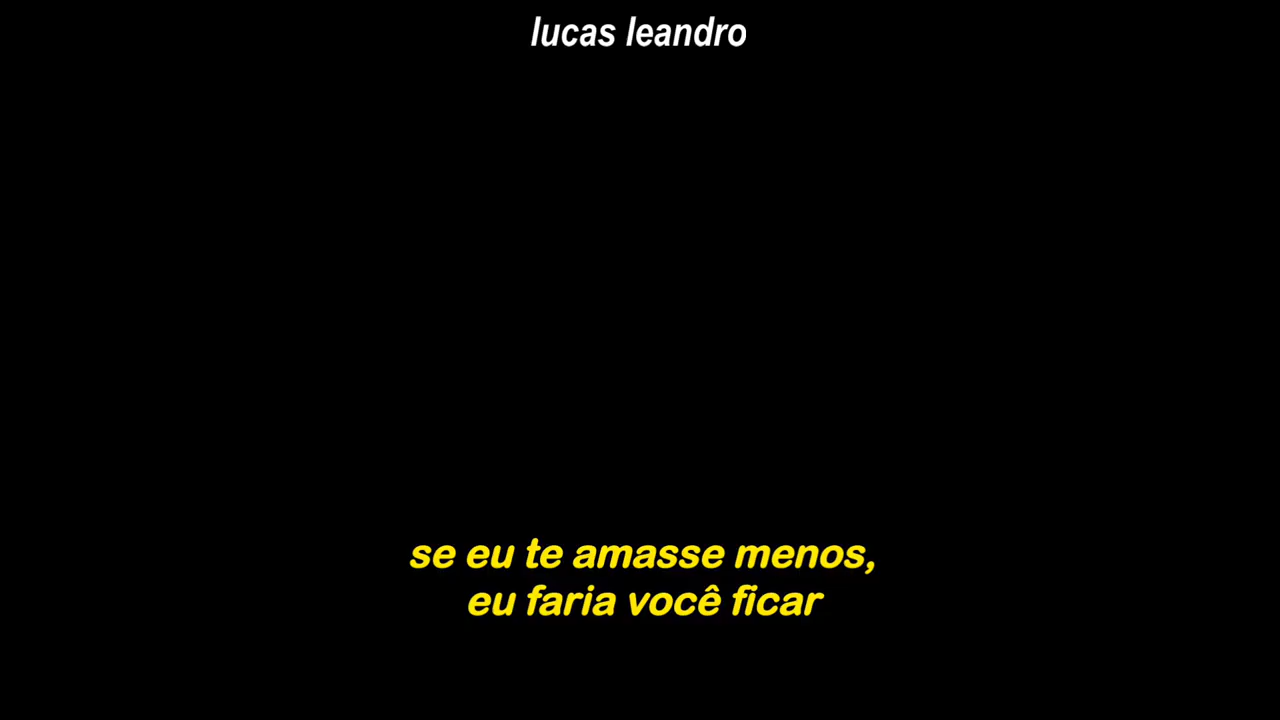 lucas leandro
se eu te amasse menos,
eu faria você ficar